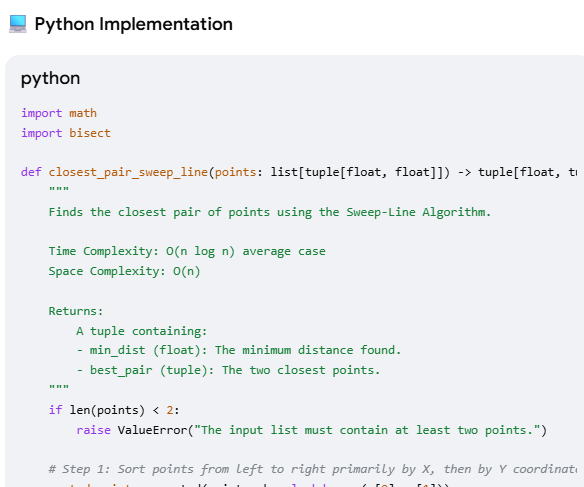 Python Implementation
python
import math
import bisect
def closest_pair_sweep_line(points: list[tuple[float, float]]) -> tuple[float,
"""
Finds the closest pair of points using the Sweep-Line Algorithm.
Time Complexity: O(n log n) average case
Space Complexity: O(n)
Returns:
A tuple containing:
- min_dist (float): The minimum distance found.
- best_pair (tuple): The two closest points.
"""
if len(points) < 2:
raise ValueError("The input list must contain at least two points.")
# Step 1: Sort points from left to right primarily by X, then by Y